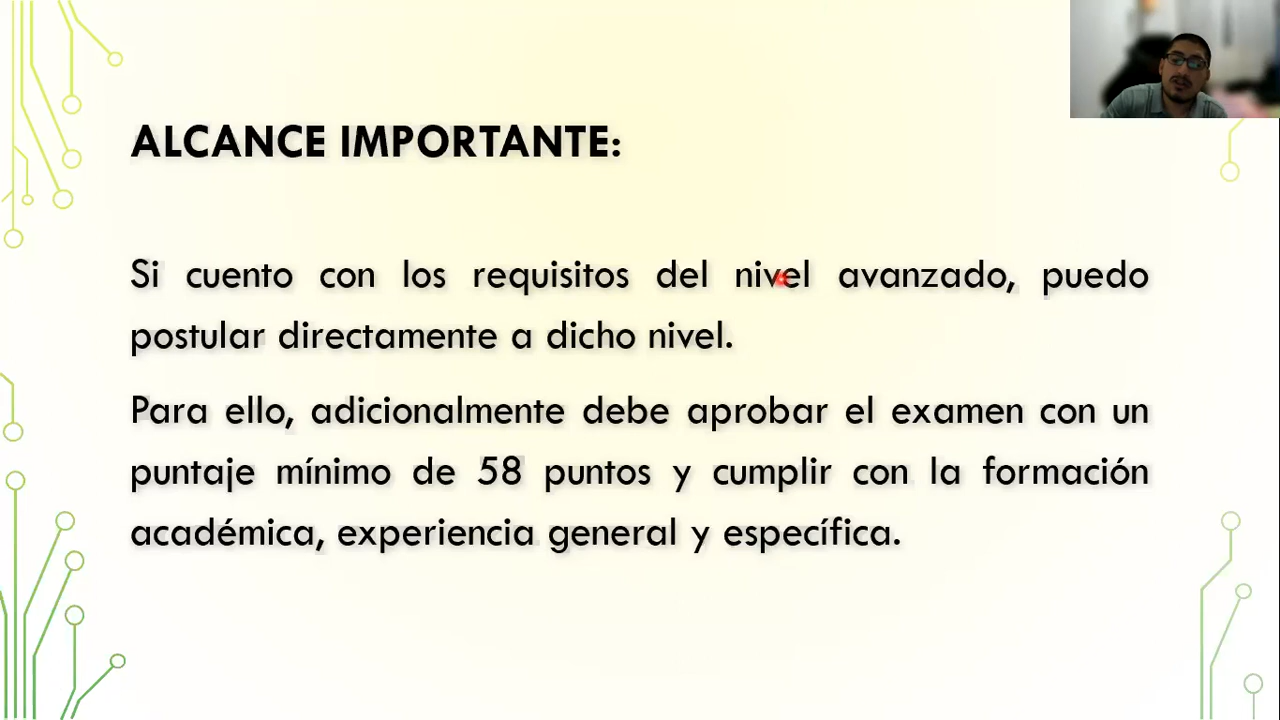 ALCANCE IMPORTANTE:
Si cuento con los requisitos del nivel avanzado, puedo
postular directamente a dicho nivel.
Para ello, adicionalmente debe aprobar el examen con un
puntaje mínimo de 58 puntos y cumplir con la formación
académica, experiencia general y específica.